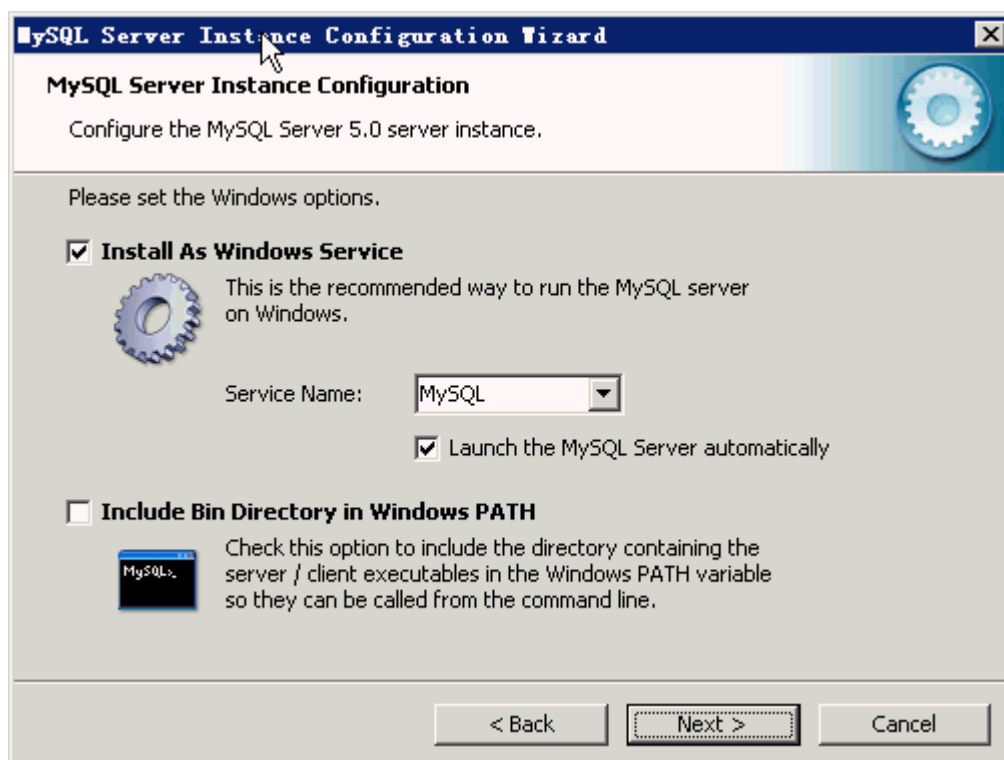 MySQL Server Instance Configuration Wizard
MySQL Server Instance Configuration
Configure the MySQL Server 5.0 server instance.
Please set the Windows options.
Install As Windows Service
This is the recommended way to run the MySQL server
on Windows.
Service Name: MySQL
Launch the MySQL Server automatically
Include Bin Directory in Windows PATH
Check this option to include the directory containing the
server / client executables in the Windows PATH variable
so they can be called from the command line.
MySQL>_
< Back Next > Cancel